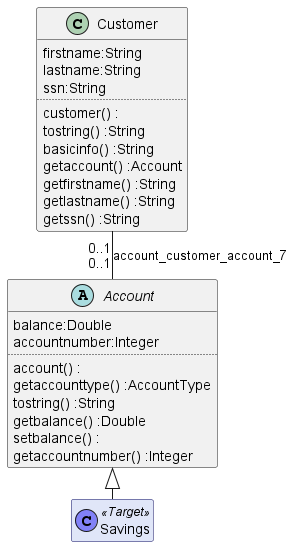 C Customer
firstname:String
lastname:String
ssn:String
customer() :
tostring() :String
basicinfo() :String
getaccount() :Account
getfirstname() :String
getlastname() :String
getssn() :String
0..1
0..1
account_customer_account_7
A Account
balance:Double
accountnumber:Integer
account() :
getaccounttype() :AccountType
tostring() :String
getbalance() :Double
setbalance() :
getaccountnumber() :Integer
C «Target»
Savings